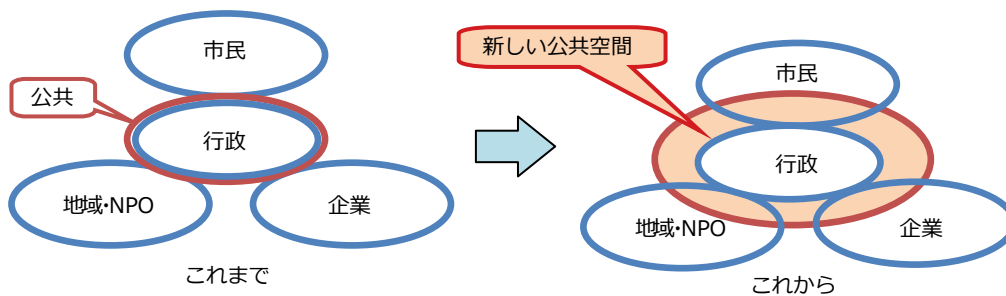 市民
公共
行政
地域・NPO
企業
これまで
新しい公共空間
市民
行政
地域・NPO
企業
これから